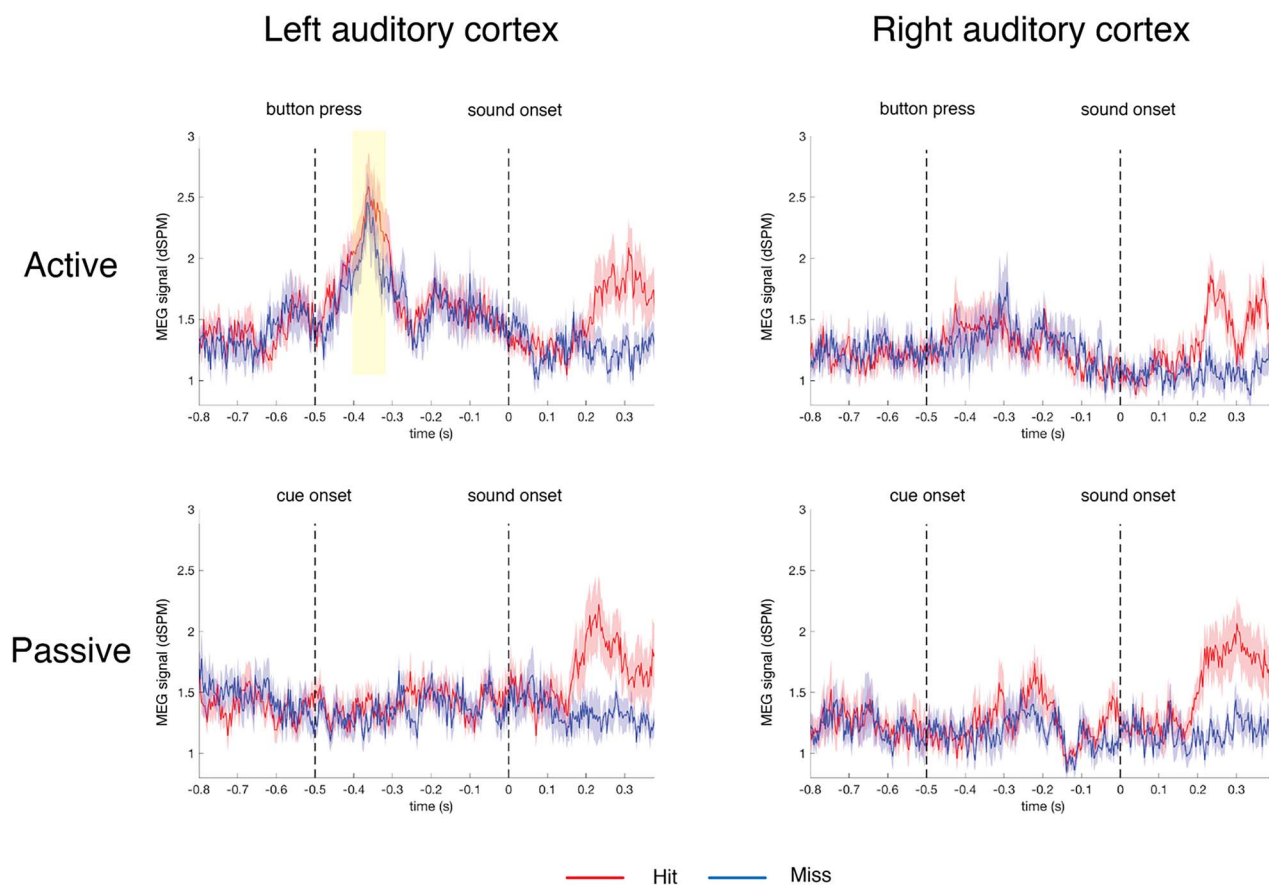 Left auditory cortex
Right auditory cortex
Active
button press
sound onset
MEG signal (dSPM)
3
2.5
2
1.5
1
-0.8 -0.7 -0.6 -0.5 -0.4 -0.3 -0.2 -0.1 0 0.1 0.2 0.3
time (s)
button press
sound onset
MEG signal (dSPM)
3
2.5
2
1.5
1
-0.8 -0.7 -0.6 -0.5 -0.4 -0.3 -0.2 -0.1 0 0.1 0.2 0.3
time (s)
Passive
cue onset
sound onset
MEG signal (dSPM)
3
2.5
2
1.5
1
-0.8 -0.7 -0.6 -0.5 -0.4 -0.3 -0.2 -0.1 0 0.1 0.2 0.3
time (s)
cue onset
sound onset
MEG signal (dSPM)
3
2.5
2
1.5
1
-0.8 -0.7 -0.6 -0.5 -0.4 -0.3 -0.2 -0.1 0 0.1 0.2 0.3
time (s)
Hit Miss